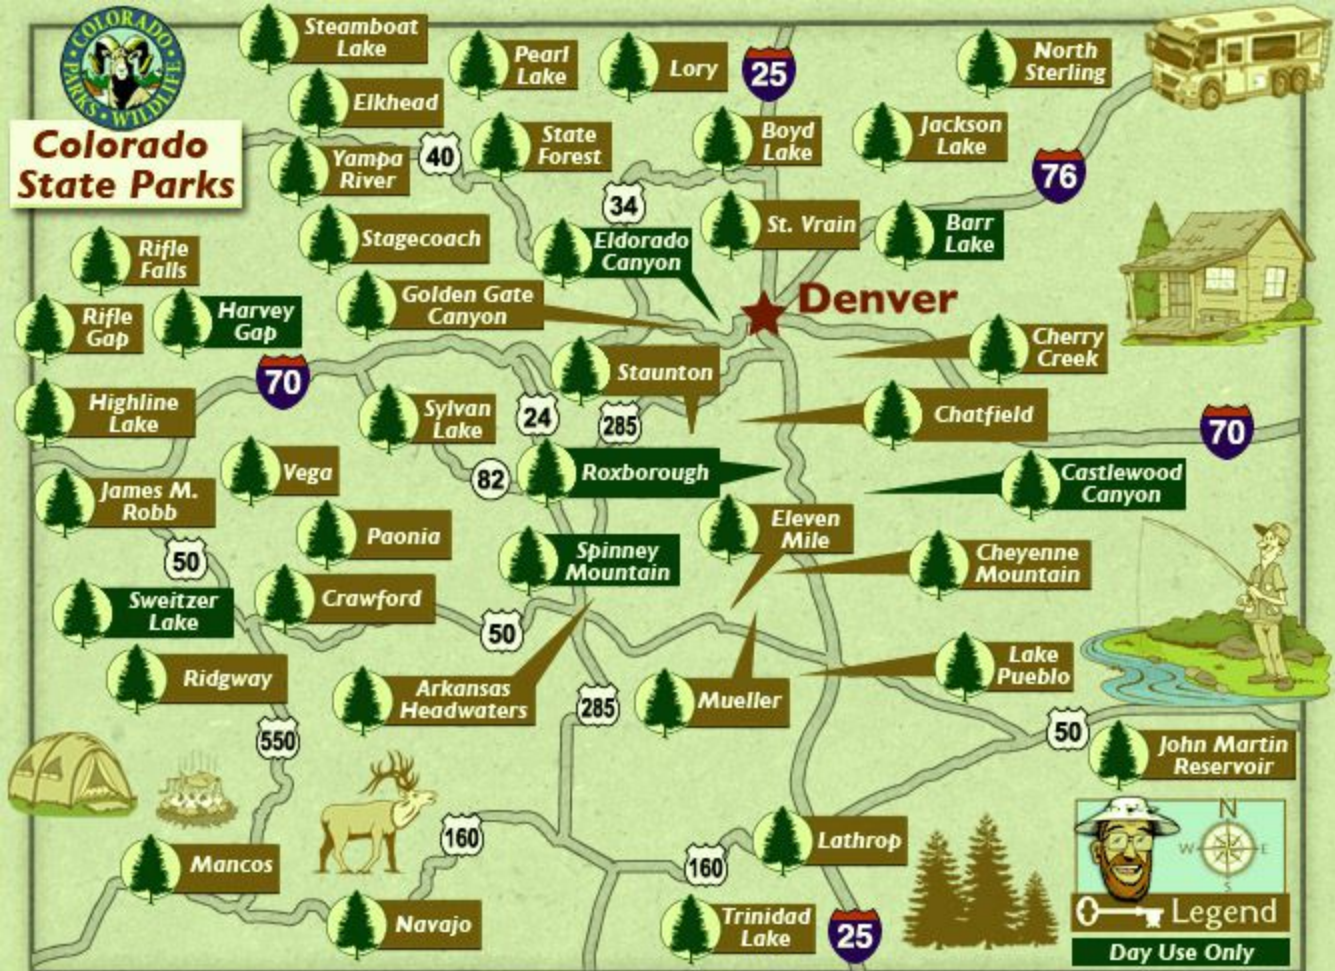 COLORADO
PARKS • WILDLIFE
Colorado
State Parks
Steamboat
Lake
Pearl
Lake
Lory
25
North
Sterling
Elkhead
40
State
Forest
Boyd
Lake
Jackson
Lake
76
Yampa
River
34
Stagecoach
Eldorado
Canyon
St. Vrain
Barr
Lake
Rifle
Falls
Rifle
Gap
Harvey
Gap
Golden Gate
Canyon
Denver
Cherry
Creek
70
Staunton
Highline
Lake
Sylvan
Lake
24
285
Chatfield
70
Vega
82
Roxborough
Castlewood
Canyon
James M.
Robb
Paonia
Eleven
Mile
50
Spinney
Mountain
Cheyenne
Mountain
Sweitzer
Lake
Crawford
50
Ridgway
Arkansas
Headwaters
285
Mueller
Lake
Pueblo
550
50
John Martin
Reservoir
160
Lathrop
160
Mancos
Navajo
Trinidad
Lake
25
N
W
E
S
Legend
Day Use Only